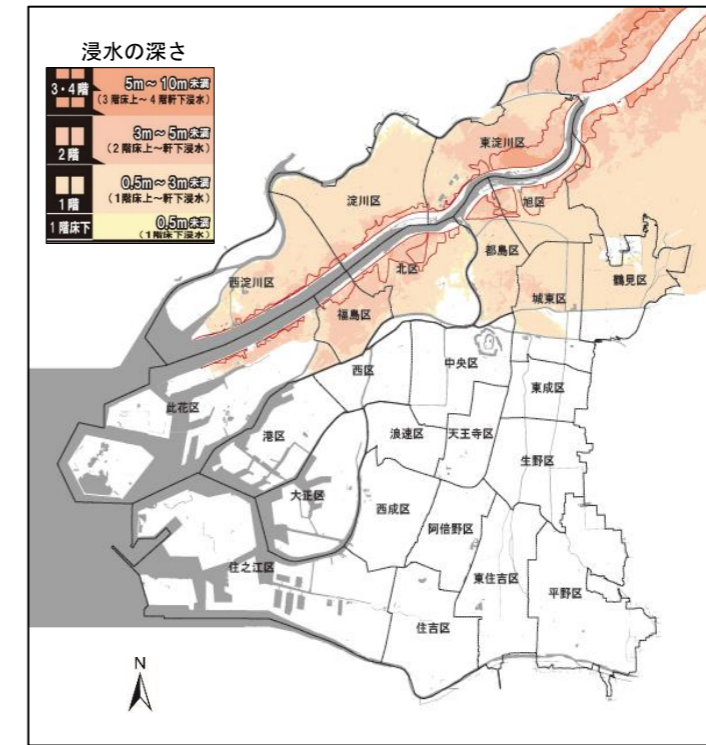 浸水の深さ
3・4階
5m～10m未満
(3階床上～4階軒下浸水)
2階
3m～5m未満
(2階床上～軒下浸水)
1階
0.5m～3m未満
(1階床上～軒下浸水)
1階床下
0.5m未満
(1階床下浸水)
東淀川区
淀川区
旭区
都島区
北区
鶴見区
西淀川区
城東区
福島区
中央区
西区
東成区
此花区
港区
浪速区
天王寺区
生野区
大正区
西成区
阿倍野区
住之江区
東住吉区
平野区
住吉区
N